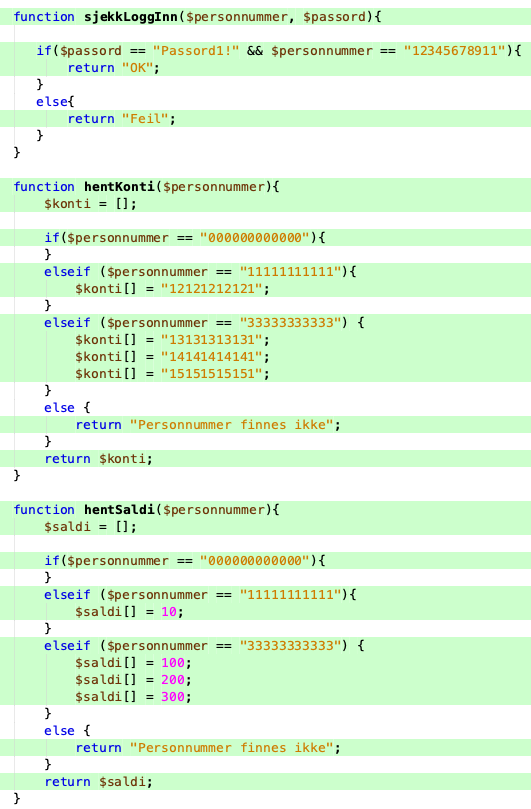 function sjekkLoggInn($personnummer, $passord){
if($passord == "Passord1!" && $personnummer == "12345678911"){
return "OK";
}
else{
return "Feil";
}
}
function hentKonti($personnummer){
$konti = [];
if($personnummer == "000000000000"){
}
elseif ($personnummer == "11111111111"){
$konti[] = "12121212121";
}
elseif ($personnummer == "33333333333") {
$konti[] = "13131313131";
$konti[] = "14141414141";
$konti[] = "15151515151";
}
else {
return "Personnummer finnes ikke";
}
return $konti;
}
function hentSaldi($personnummer){
$saldi = [];
if($personnummer == "000000000000"){
}
elseif ($personnummer == "11111111111"){
$saldi[] = 10;
}
elseif ($personnummer == "33333333333") {
$saldi[] = 100;
$saldi[] = 200;
$saldi[] = 300;
}
else {
return "Personnummer finnes ikke";
}
return $saldi;
}